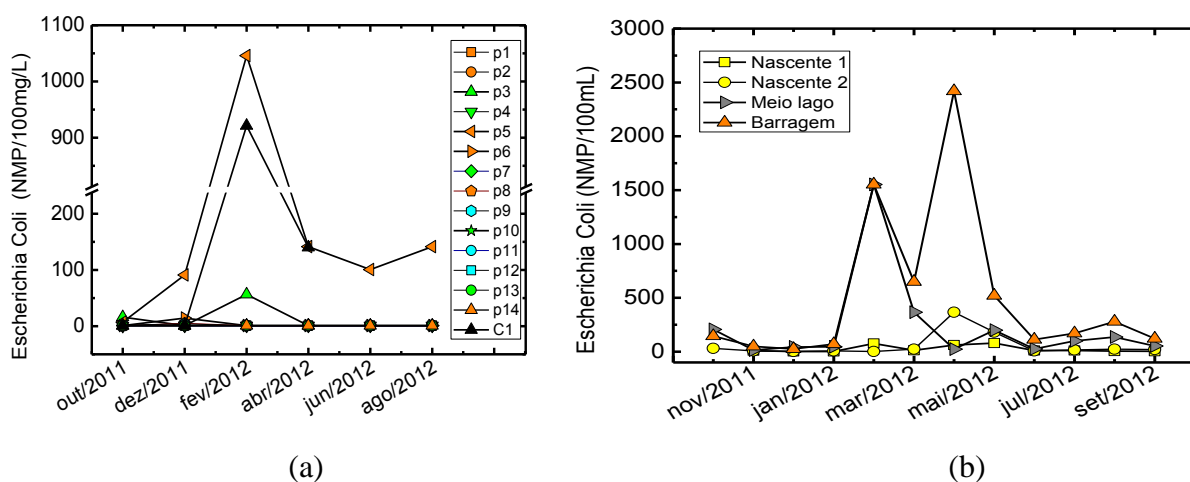 1100
1000
900
200
100
0
Escherichia Coli (NMP/100mg/L)
out/2011
dez/2011
fev/2012
abr/2012
jun/2012
ago/2012
p1
p2
p3
p4
p5
p6
p7
p8
p9
p10
p11
p12
p13
p14
C1
(a)
3000
2500
2000
1500
1000
500
0
Escherichia Coli (NMP/100mL)
Nascente 1
Nascente 2
Meio lago
Barragem
nov/2011
jan/2012
mar/2012
mai/2012
jul/2012
set/2012
(b)